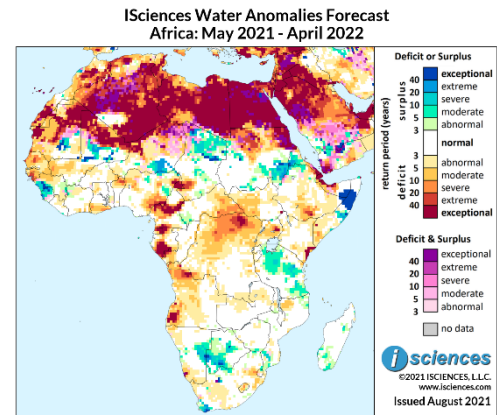 ISciences Water Anomalies Forecast
Africa: May 2021 - April 2022
Deficit or Surplus
return period (years)
surplus
40
20
10
5
3
exceptional
extreme
severe
moderate
abnormal
normal
deficit
3
5
10
20
40
abnormal
moderate
severe
extreme
exceptional
Deficit & Surplus
40
20
10
5
3
exceptional
extreme
severe
moderate
abnormal
no data
isciences
©2021 ISCIENCES, L.L.C.
www.isciences.com
Issued August 2021